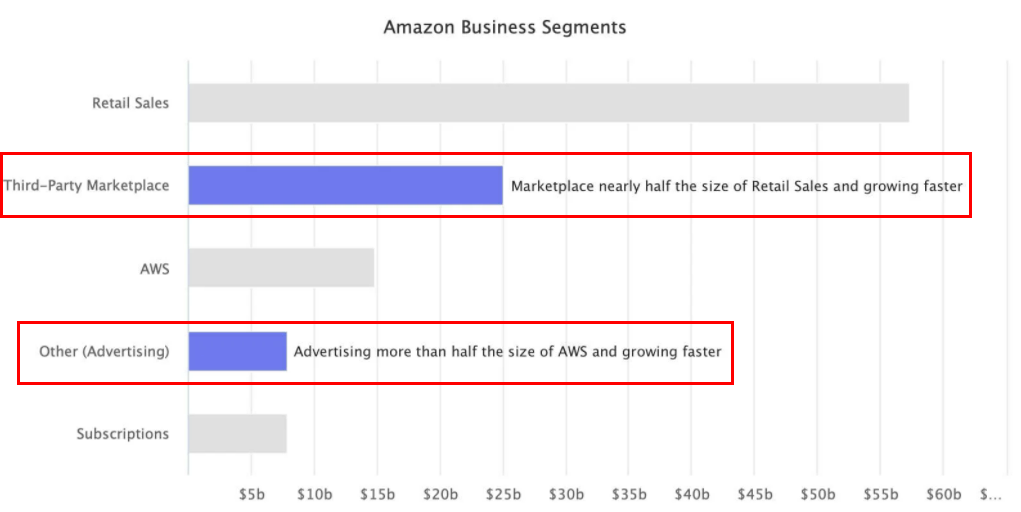 Amazon Business Segments
Retail Sales
Third-Party Marketplace
Marketplace nearly half the size of Retail Sales and growing faster
AWS
Other (Advertising)
Advertising more than half the size of AWS and growing faster
Subscriptions
$5b $10b $15b $20b $25b $30b $35b $40b $45b $50b $55b $60b $...